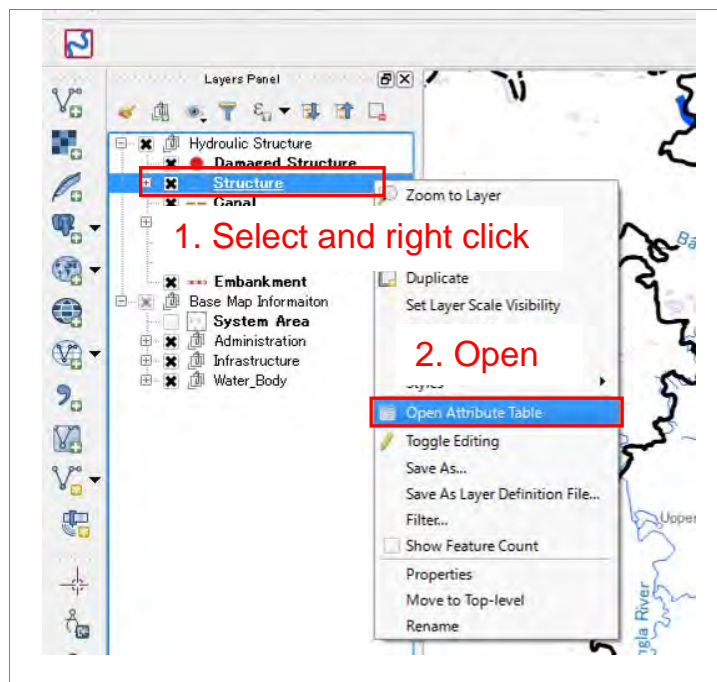 Layers Panel
Hydroulic Structure
Damaged Structure
Structure
Canal
1. Select and right click
Embankment
Base Map Informaiton
System Area
Administration
Infrastructure
Water_Body
Zoom to Layer
Duplicate
Set Layer Scale Visibility
2. Open
Styles
Open Attribute Table
Toggle Editing
Save As...
Save As Layer Definition File...
Filter...
Show Feature Count
Properties
Move to Top-level
Rename
Upper
River